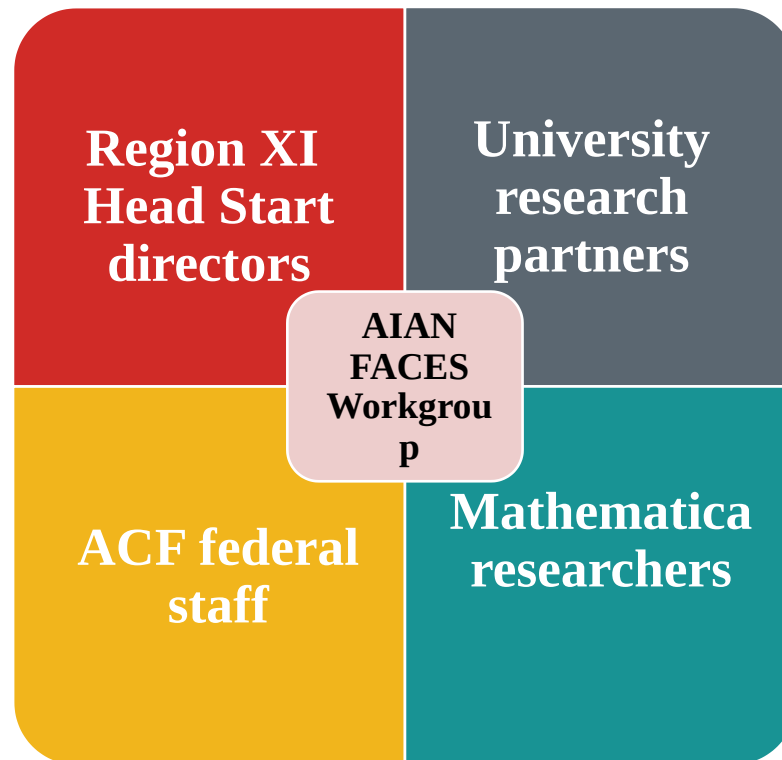 Region XI
Head Start
directors
University
research
partners
AIAN
FACES
Workgrou
p
ACF federal
staff
Mathematica
researchers